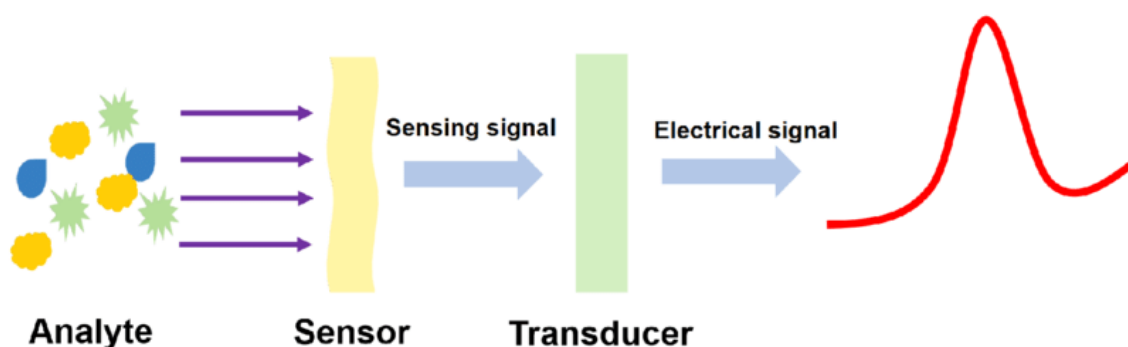 Sensing signal
Electrical signal
Analyte
Sensor
Transducer